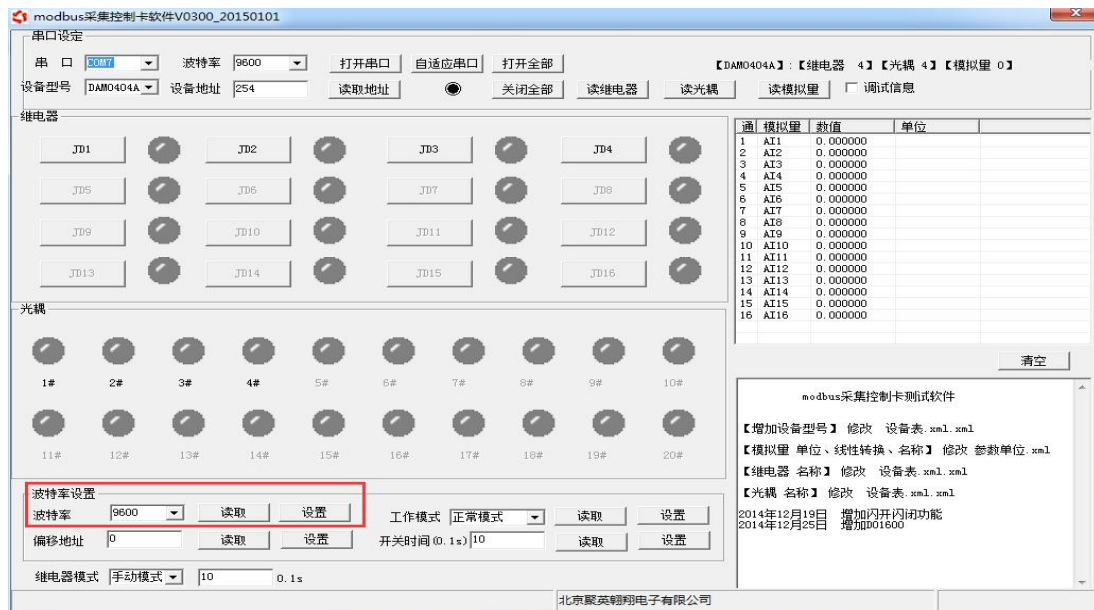 modbus采集控制卡软件V0300_20150101
串口设定
串 口 COM7 波特率 9600 打开串口 自适应串口 打开全部 【DAM0404A】:【继电器 4】【光耦 4】【模拟量 0】
设备型号 DAM0404A 设备地址 254 读取地址 关闭全部 读继电器 读光耦 读模拟量 调试信息
继电器
JD1 JD2 JD3 JD4
JD5 JD6 JD7 JD8
JD9 JD10 JD11 JD12
JD13 JD14 JD15 JD16
通 模拟量 数值 单位
1 AI1 0.000000
2 AI2 0.000000
3 AI3 0.000000
4 AI4 0.000000
5 AI5 0.000000
6 AI6 0.000000
7 AI7 0.000000
8 AI8 0.000000
9 AI9 0.000000
10 AI10 0.000000
11 AI11 0.000000
12 AI12 0.000000
13 AI13 0.000000
14 AI14 0.000000
15 AI15 0.000000
16 AI16 0.000000
清空
光耦
1# 2# 3# 4# 5# 6# 7# 8# 9# 10#
11# 12# 13# 14# 15# 16# 17# 18# 19# 20#
modbus采集控制卡测试软件
【增加设备型号】 修改 设备表.xml.xml
【模拟量 单位、线性转换、名称】 修改 参数单位.xml
【继电器 名称】 修改 设备表.xml.xml
【光耦 名称】 修改 设备表.xml.xml
2014年12月19日 增加闪开闪闭功能
2014年12月25日 增加DO1600
波特率设置
波特率 9600 读取 设置 工作模式 正常模式 读取 设置
偏移地址 0 读取 设置 开关时间(0.1s) 10 读取 设置
继电器模式 手动模式 10 0.1s
北京聚英翱翔电子有限公司